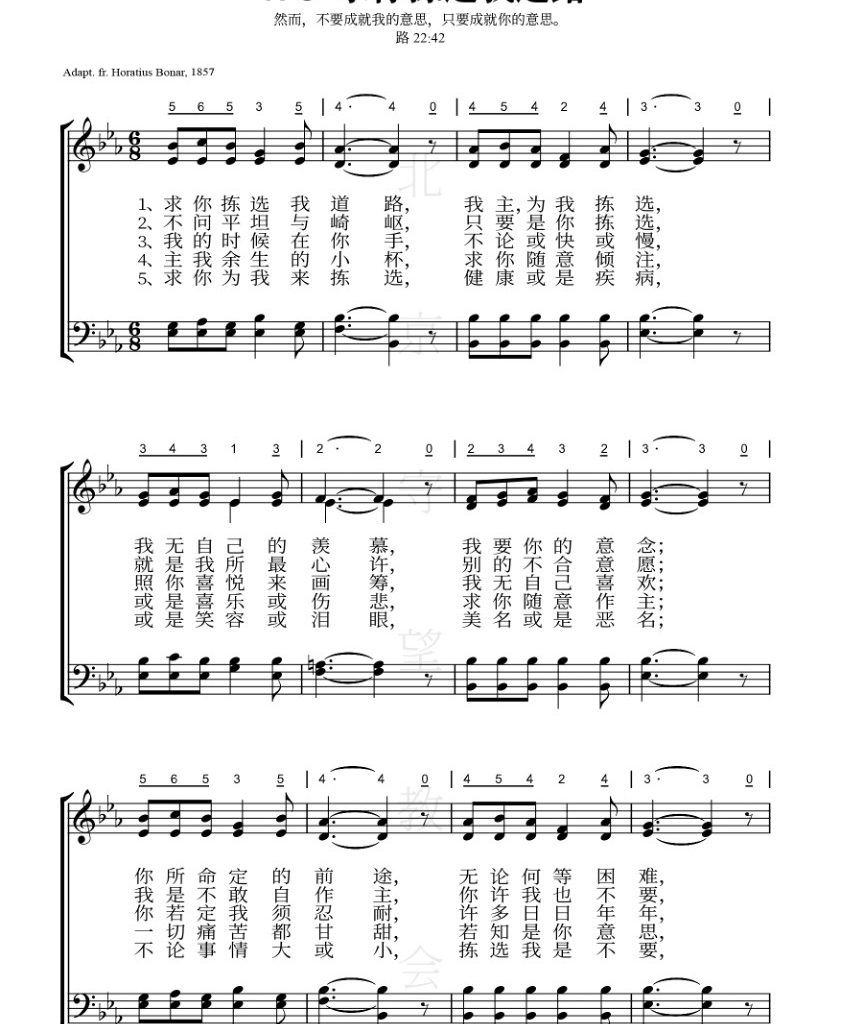 然而，不要成就我的意思，只要成就你的意思。
路 22:42
Adapt. fr. Horatius Bonar, 1857
5 6 5 3 5 | 4· 4 0 | 4 5 4 2 4 | 3· 3 0 |
1、求你拣选我道路， 我主，为我拣选，
2、不问平坦与崎岖， 只要是你拣选，
3、我的时候在你手， 不论或快或慢，
4、主我余生的小杯， 求你随意倾注，
5、求你为我来拣选， 健康或是疾病，
3 4 3 1 3 | 2· 2 0 | 2 3 4 3 2 | 3· 3 0 |
我无自己的羡慕， 我要你的意念；
就是我所最心许， 别的不合意愿；
照你喜悦来画筹， 我无自己喜欢；
或是喜乐或伤悲， 求你随意作主；
或是笑容或泪眼， 美名或是恶名；
5 6 5 3 5 | 4· 4 0 | 4 5 4 2 4 | 3· 3 0 |
你所命定的前途， 无论何等困难，
我是不敢自作主， 你许我也不要，
你若定我须忍耐， 许多日日年年，
一切痛苦都甘甜， 若知是你意思，
不论事情大或小， 拣选我是不要，
北京守望教会